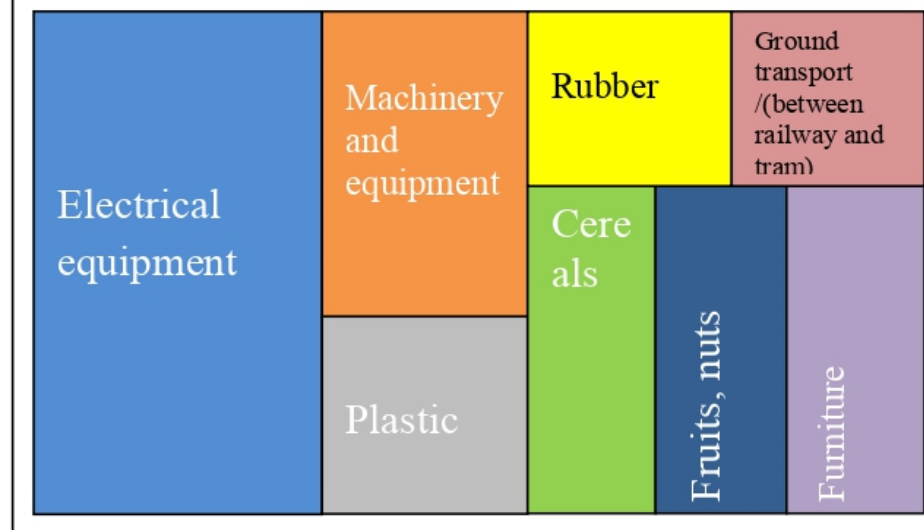 Electrical
equipment
Machinery
and
equipment
Plastic
Rubber
Ground
transport
/(between
railway and
tram)
Cere
als
Fruits, nuts
Furniture